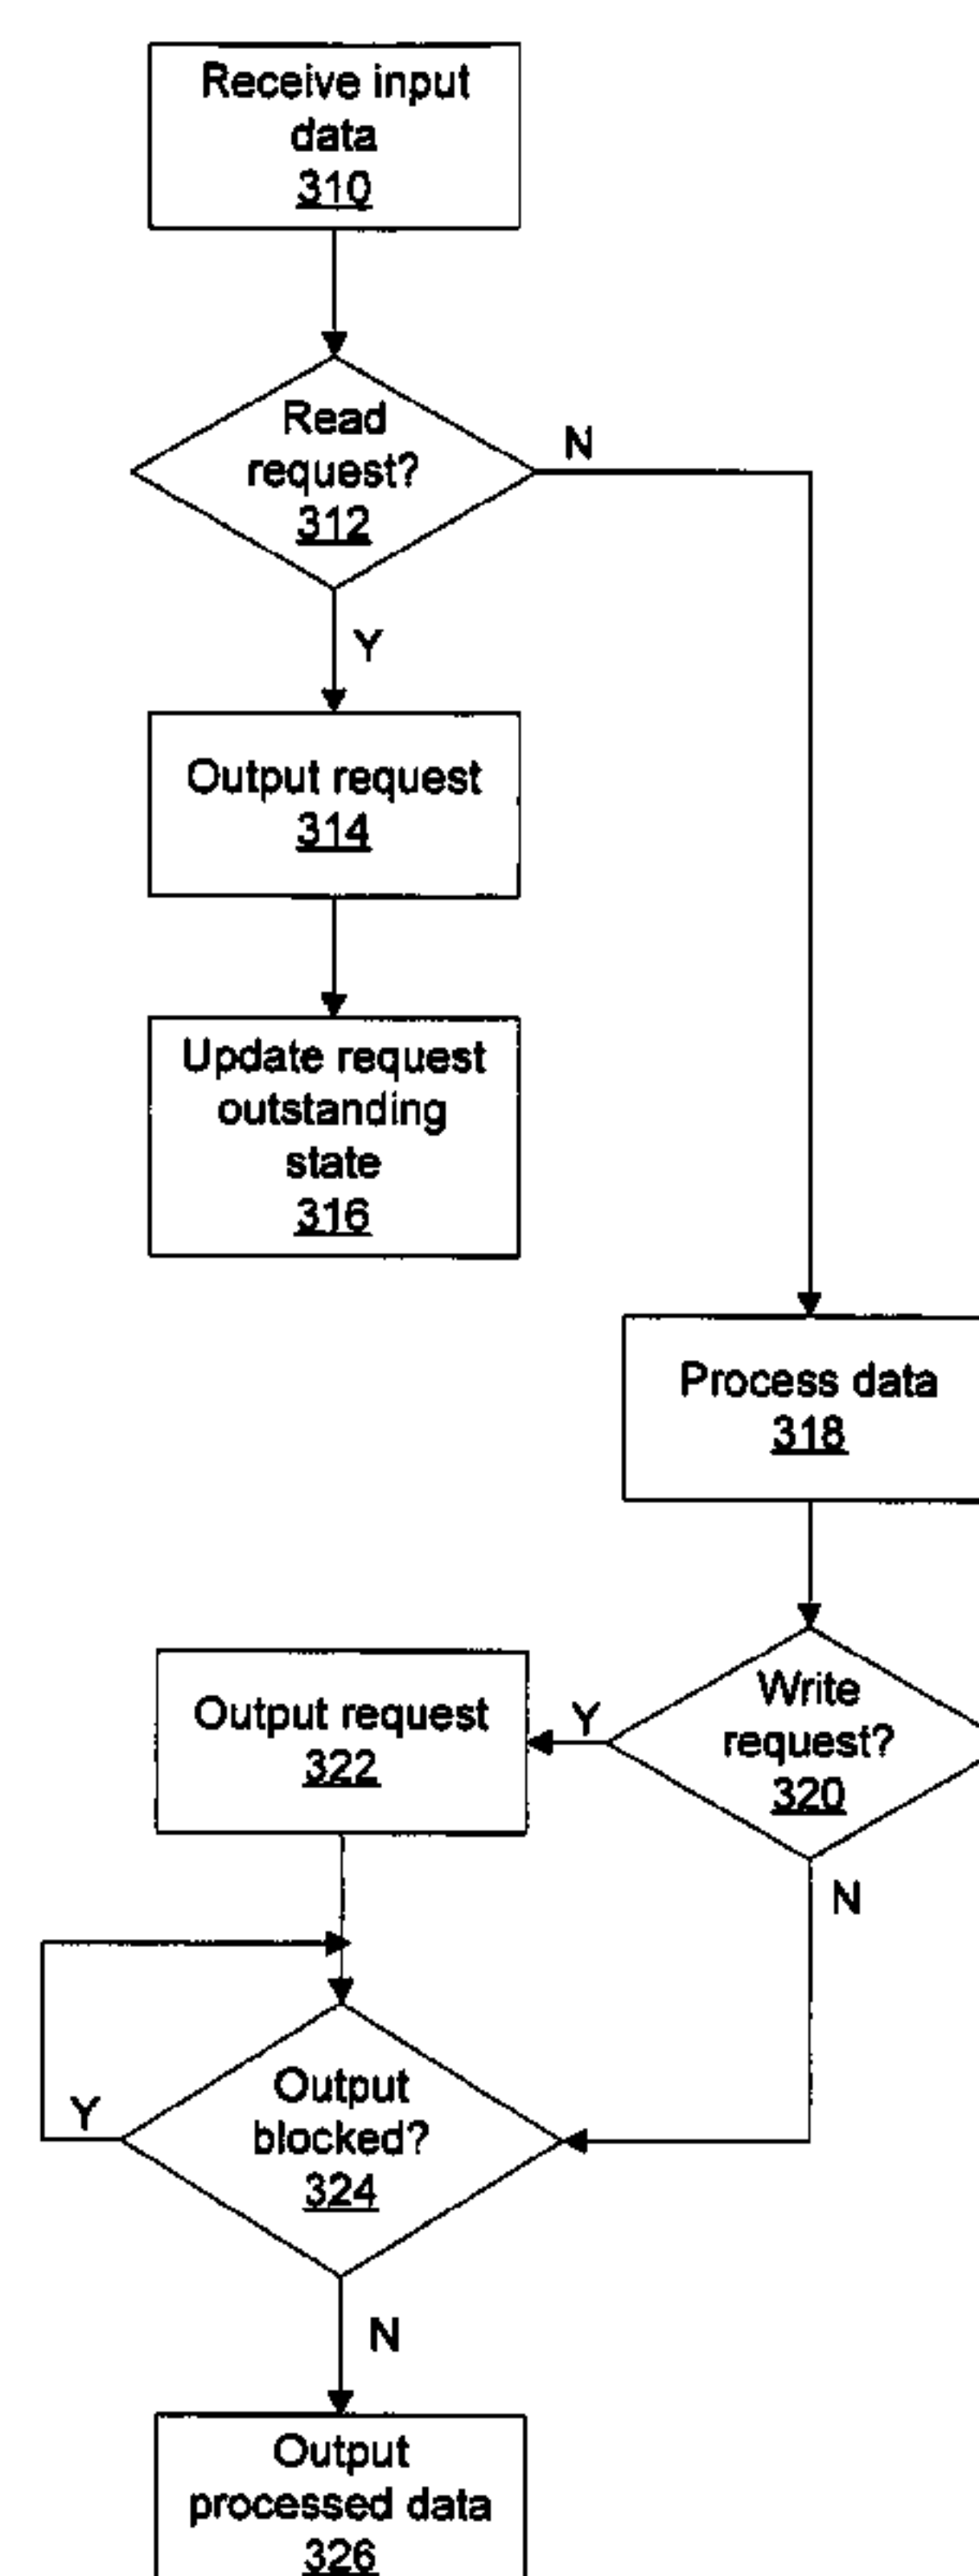 Receive input
data
310
Read
request?
312
N
Y
Output request
314
Update request
outstanding
state
316
Process data
318
Write
request?
320
Y
N
Output request
322
Output
blocked?
324
Y
N
Output
processed data
326